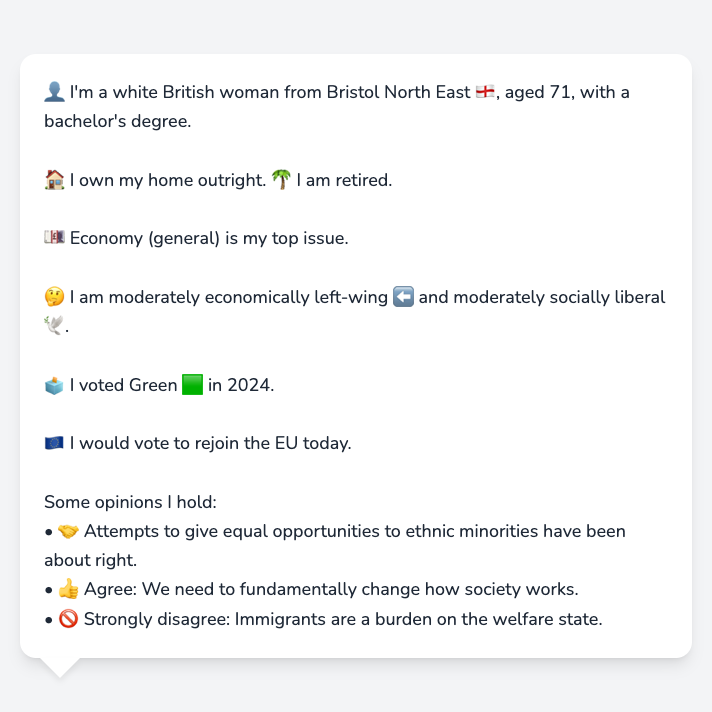 👤 I'm a white British woman from Bristol North East 🏴󠁧󠁢󠁥󠁮󠁧󠁿, aged 71, with a
bachelor's degree.
🏠 I own my home outright. 🌴 I am retired.
💷 Economy (general) is my top issue.
🤔 I am moderately economically left-wing ⬅️ and moderately socially liberal
🕊️.
🗳️ I voted Green 🟩 in 2024.
🇪🇺 I would vote to rejoin the EU today.
Some opinions I hold:
• 🤝 Attempts to give equal opportunities to ethnic minorities have been
about right.
• 👍 Agree: We need to fundamentally change how society works.
• 🚫 Strongly disagree: Immigrants are a burden on the welfare state.